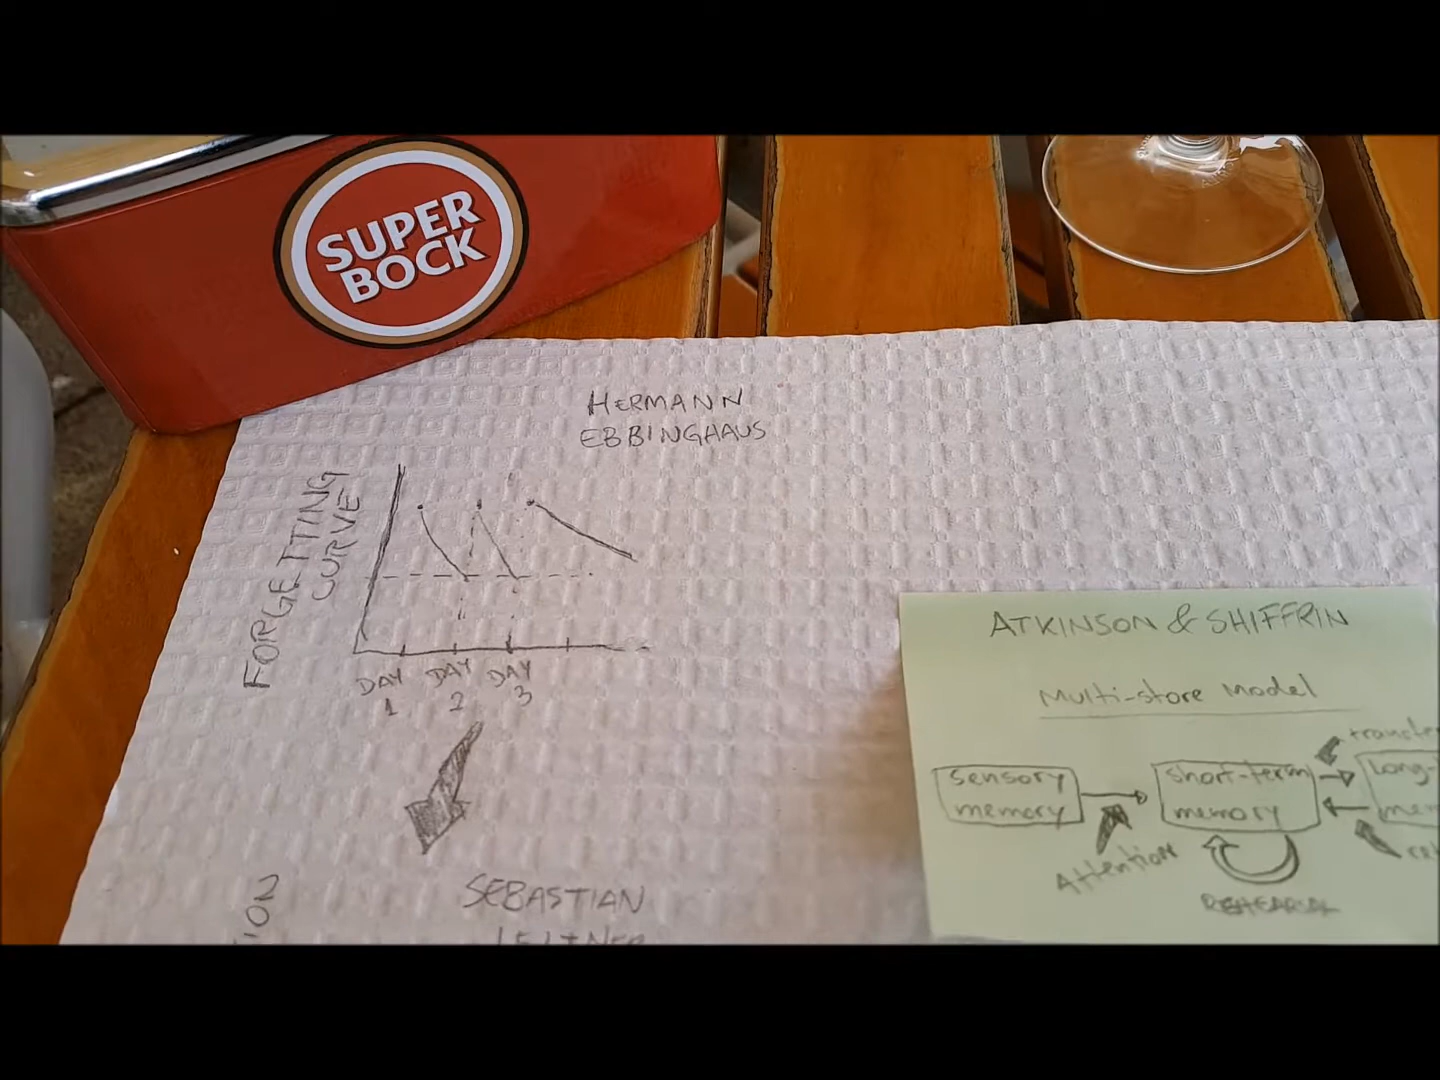 SUPER
BOCK
HERMANN
EBBINGHAUS
FORGETTING
CURVE
DAY
1
DAY
2
DAY
3
SEBASTIAN
ATKINSON & SHIFFRIN
Multi-store Model
sensory
memory
Attention
short-term
memory
REHEARSAL